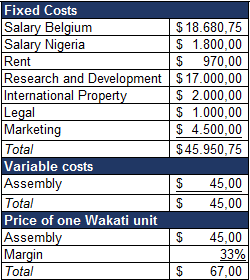 Fixed Costs
Salary Belgium $18.680,75
Salary Nigeria $ 1.800,00
Rent $ 970,00
Research and Development $17.000,00
International Property $ 2.000,00
Legal $ 1.000,00
Marketing $ 4.500,00
Total $45.950,75
Variable costs
Assembly $ 45,00
Total $ 45,00
Price of one Wakati unit
Assembly $ 45,00
Margin 33%
Total $ 67,00